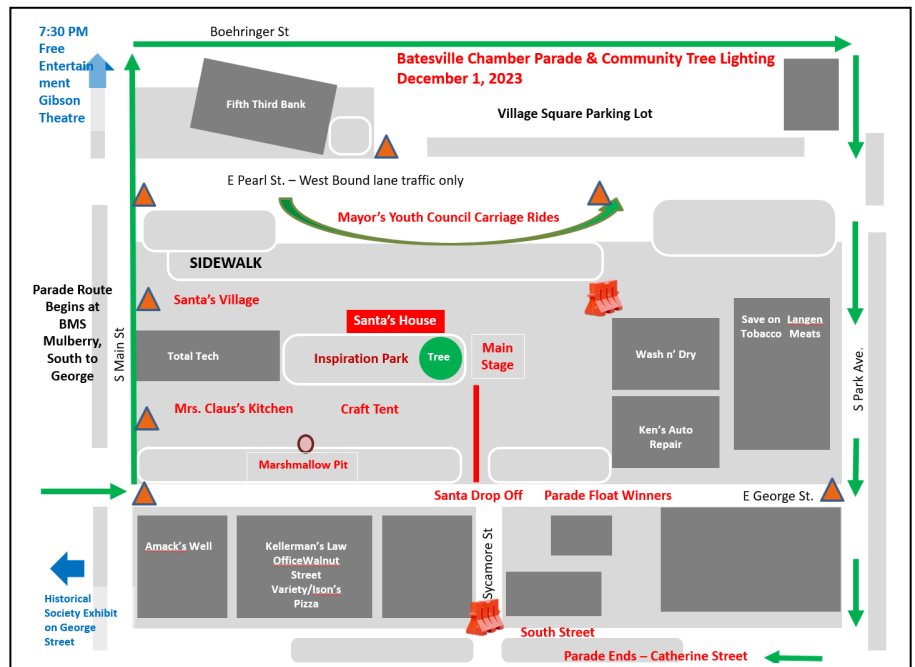 7:30 PM
Free
Entertain
ment
Gibson
Theatre
Boehringer St
Batesville Chamber Parade & Community Tree Lighting
December 1, 2023
Fifth Third Bank
Village Square Parking Lot
E Pearl St. – West Bound lane traffic only
Mayor's Youth Council Carriage Rides
SIDEWALK
Parade Route
Begins at
BMS
Mulberry,
South to
George
S Main St
Santa's Village
Santa's House
Total Tech
Inspiration Park
Tree
Main
Stage
Wash n' Dry
Save on
Tobacco
Langen
Meats
S Park Ave.
Mrs. Claus's Kitchen
Craft Tent
Ken's Auto
Repair
Marshmallow Pit
Santa Drop Off
Parade Float Winners
E George St.
Amack's Well
Kellerman's Law
OfficeWalnut
Street
Variety/Ison's
Pizza
Sycamore St
Historical
Society Exhibit
on George
Street
South Street
Parade Ends – Catherine Street